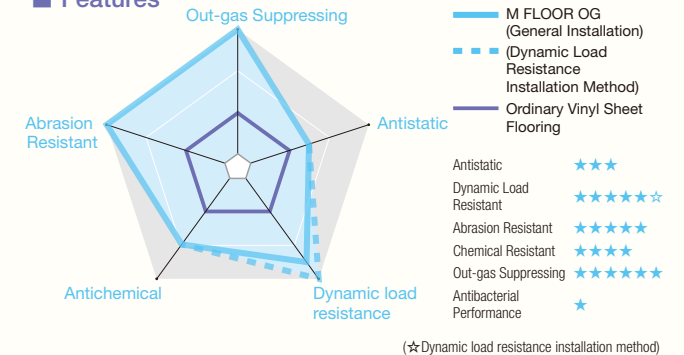 ■ Features
Out-gas Suppressing
Abrasion
Resistant
Antistatic
Antichemical
Dynamic load
resistance
M FLOOR OG
(General Installation)
(Dynamic Load
Resistance
Installation Method)
Ordinary Vinyl Sheet
Flooring
Antistatic ★★★
Dynamic Load
Resistant ★★★★★☆
Abrasion Resistant ★★★★★
Chemical Resistant ★★★★
Out-gas Suppressing ★★★★★★
Antibacterial
Performance ★
(☆Dynamic load resistance installation method)